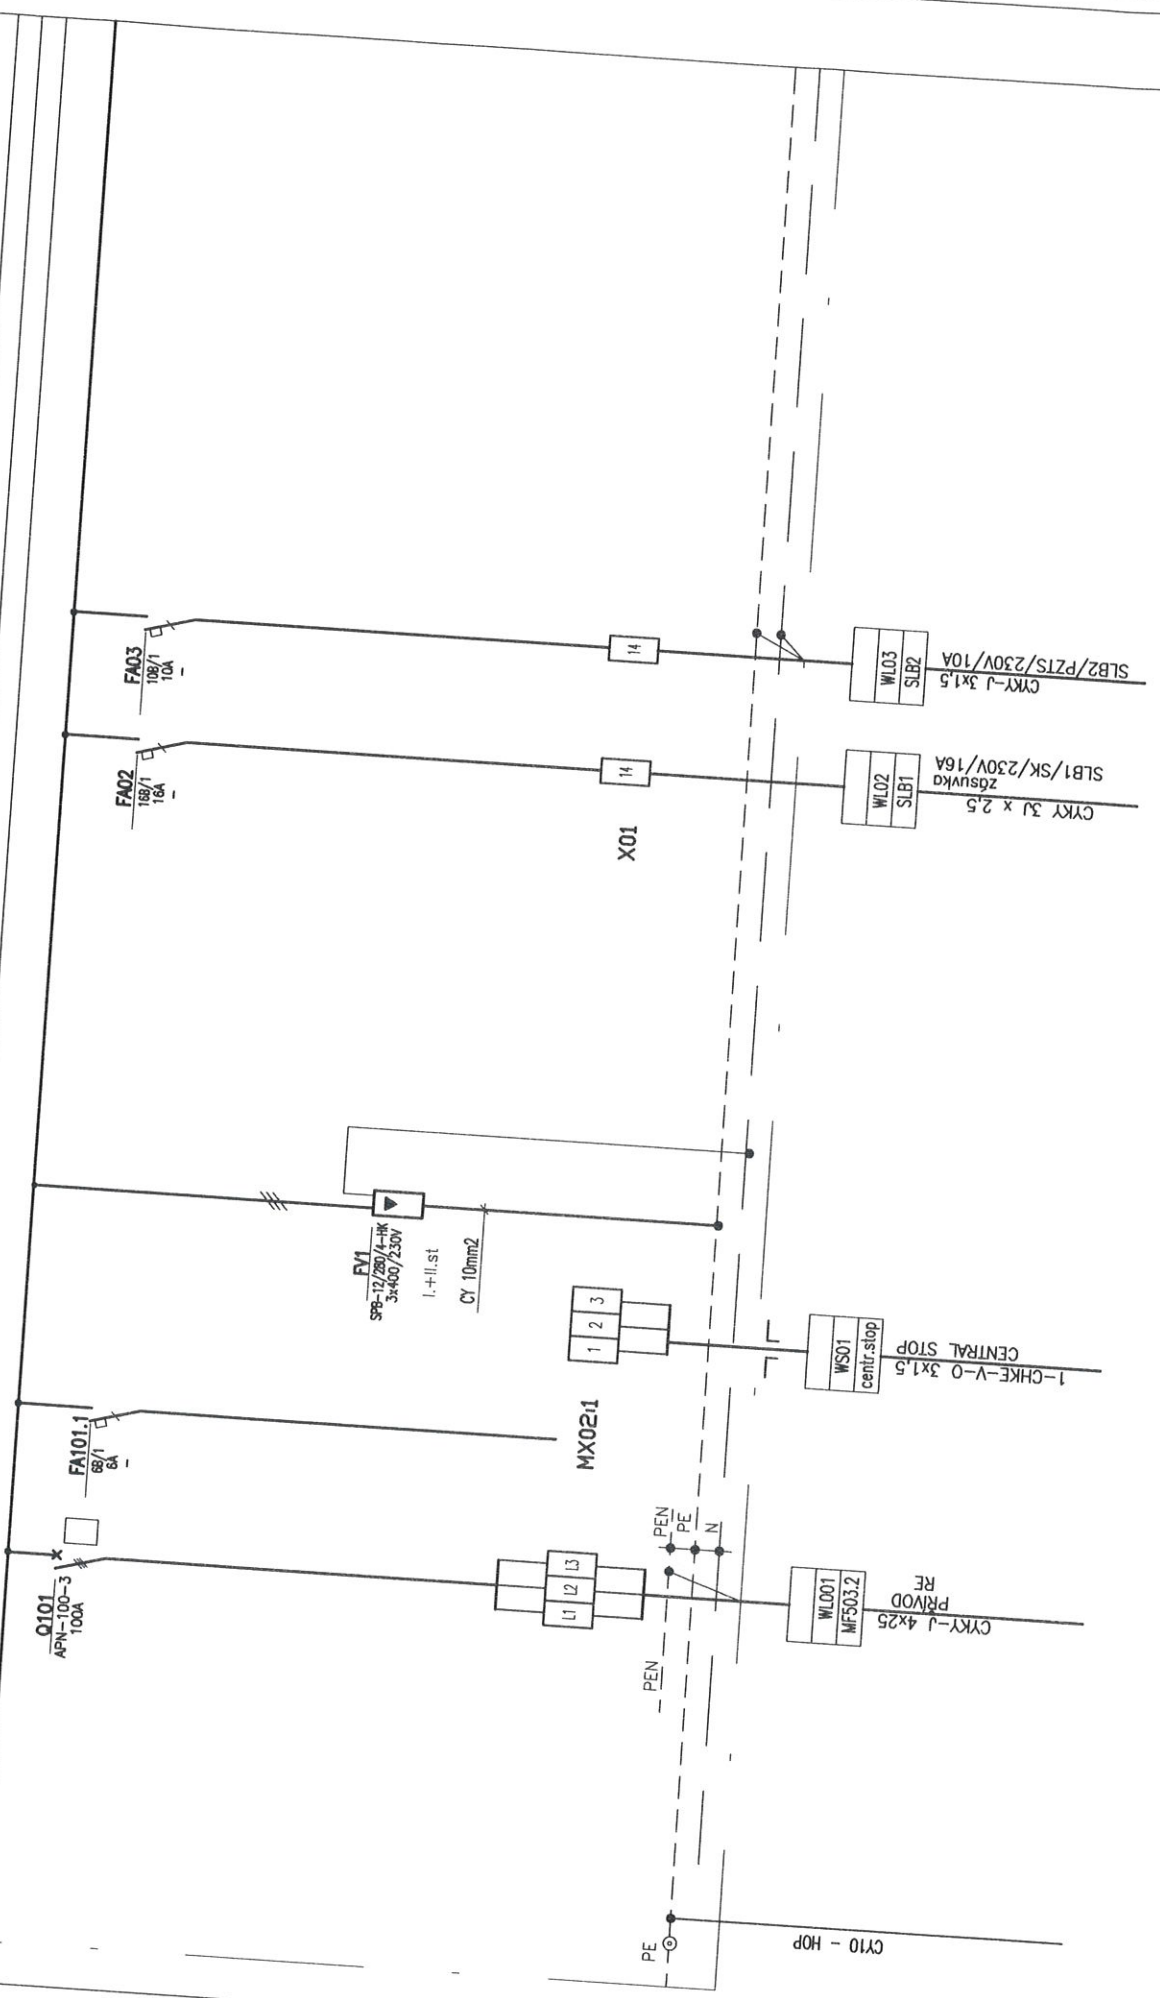 Q101
APN-100-3
100A
FA101.1
6B/1
6A
-
FV1
SPB-12/280/4-HK
3x400/230V
I.+II.st
CY 10mm2
FA02
16B/1
16A
-
FA03
10B/1
10A
-
L1 L2 L3
MX02:1
1 2 3
X01
14
14
PE
PEN
PEN
PE
N
CY10 - HOP
WL001
MF503.2
CYKY-J 4x25
PŘÍVOD
RE
WS01
centr.stop
1-CHKE-V-O 3x1,5
CENTRAL STOP
WL02
SLB1
CYKY 3J x 2,5
zásuvka
SLB1/SK/230V/16A
WL03
SLB2
CYKY-J 3x1,5
SLB2/PZTS/230V/10A